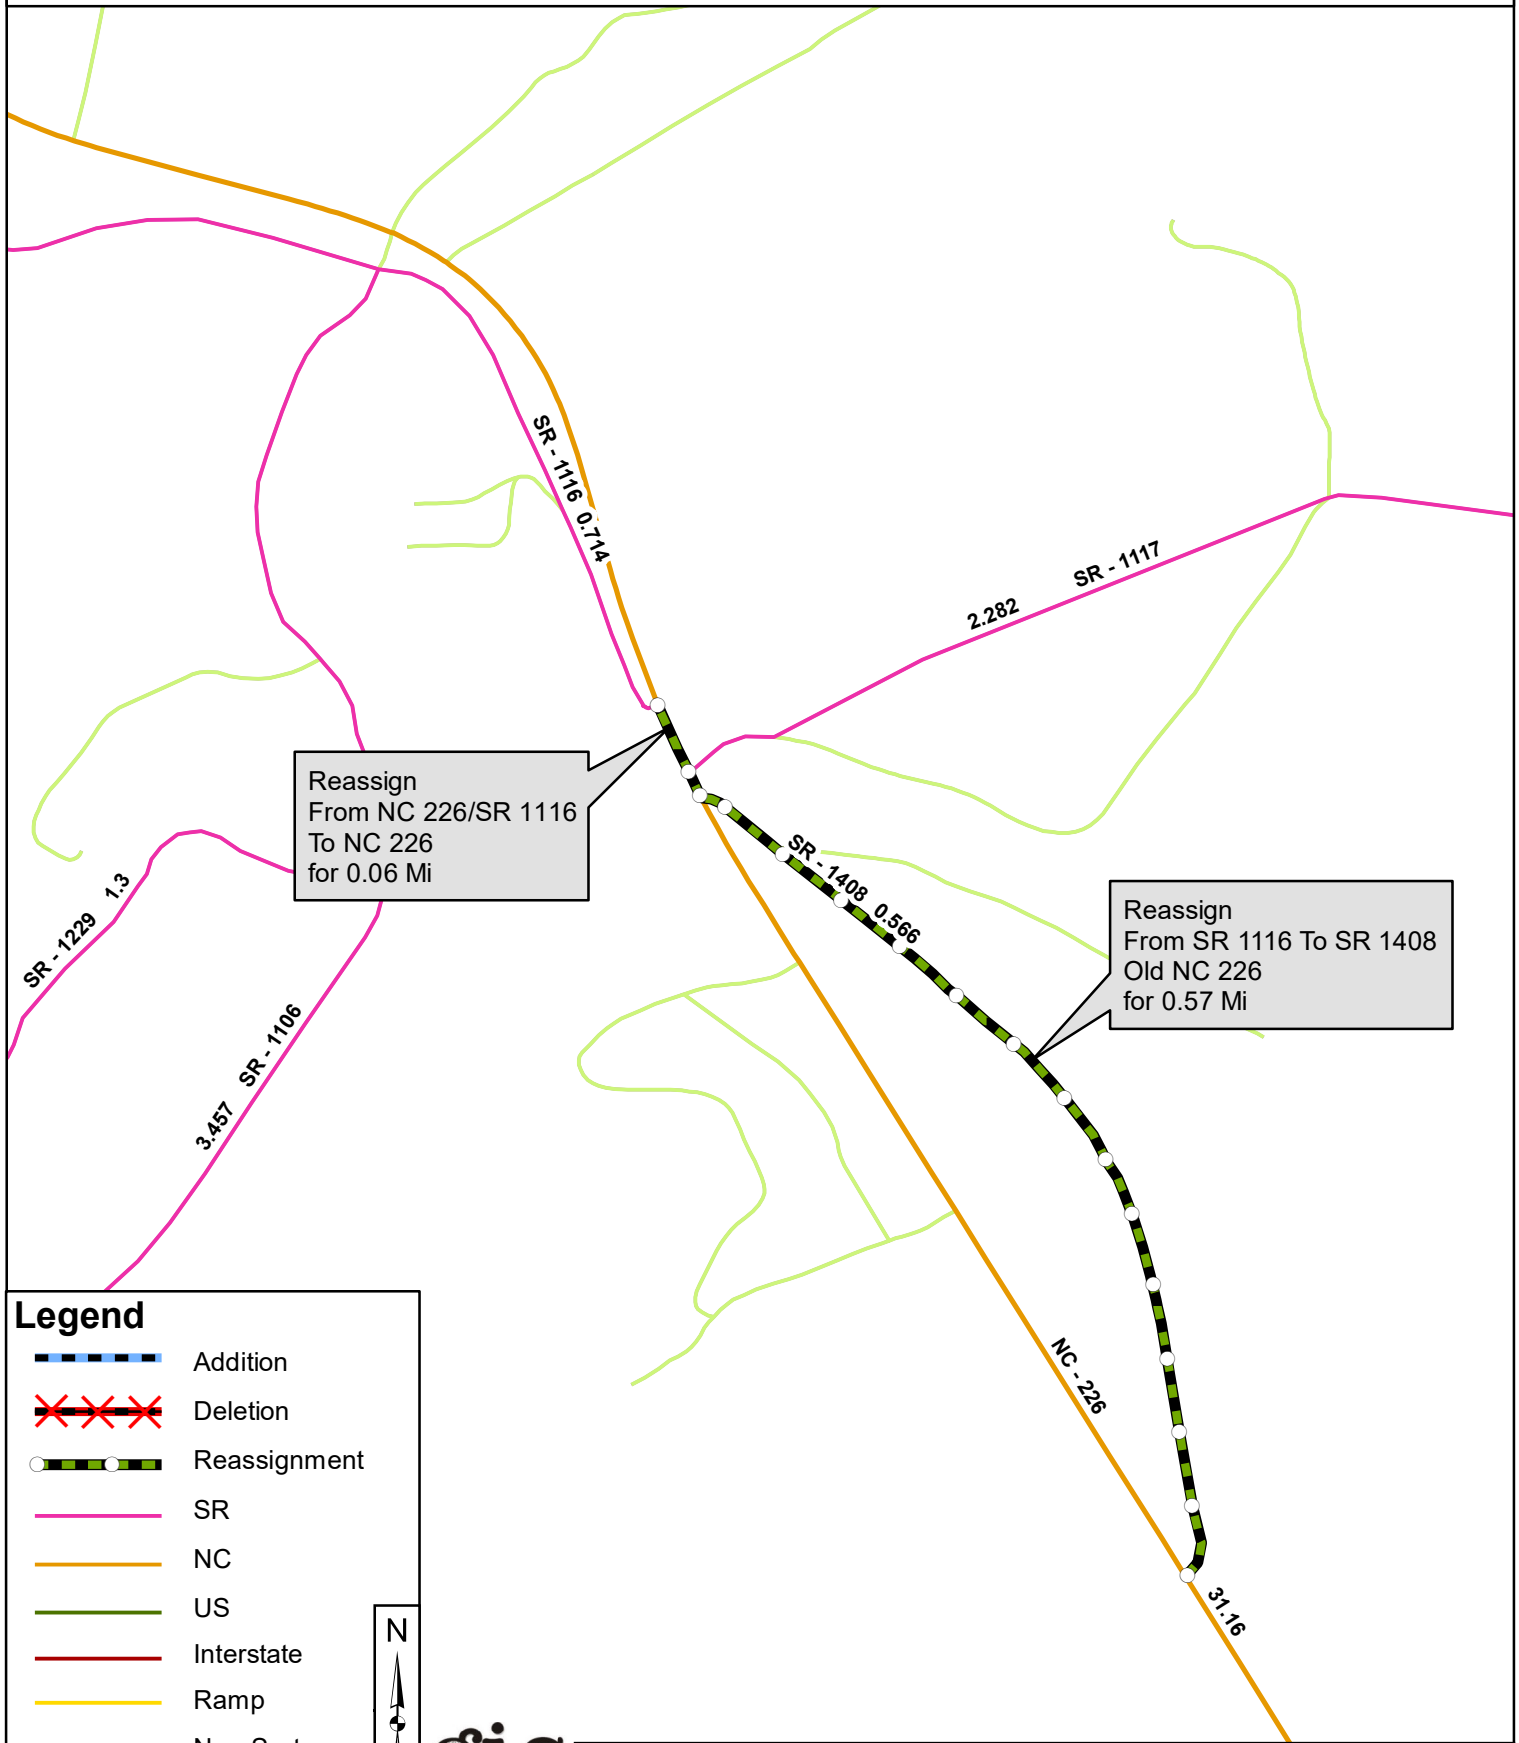 SR - 1116 0.714
SR - 1117
2.282
Reassign
From NC 226/SR 1116
To NC 226
for 0.06 Mi
SR - 1408 0.566
Reassign
From SR 1116 To SR 1408
Old NC 226
for 0.57 Mi
SR - 1229 1.3
3.457 SR - 1106
NC - 226
31.16
Legend
Addition
Deletion
Reassignment
SR
NC
US
Interstate
Ramp
N